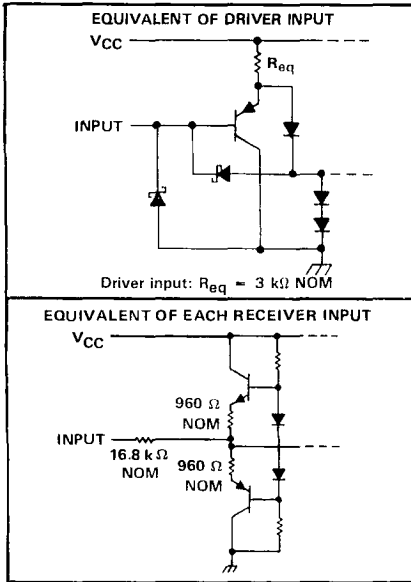 EQUIVALENT OF DRIVER INPUT
VCC
Req
INPUT
Driver input: Req = 3 kΩ NOM
EQUIVALENT OF EACH RECEIVER INPUT
VCC
960 Ω
NOM
INPUT
16.8 kΩ
NOM
960 Ω
NOM